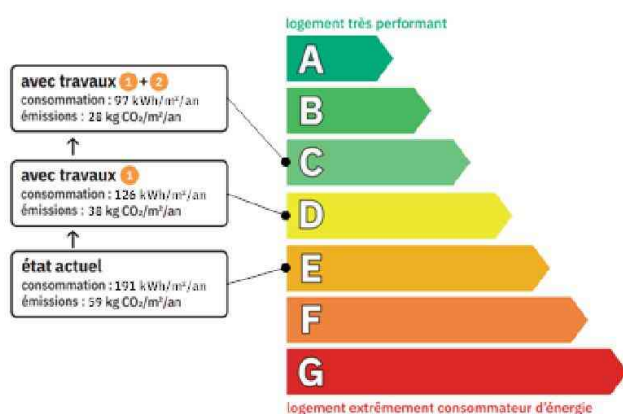 logement très performant
A
avec travaux 1 + 2
consommation : 97 kWh/m²/an
émissions : 28 kg CO₂/m²/an
B
C
avec travaux 1
consommation : 126 kWh/m²/an
émissions : 38 kg CO₂/m²/an
D
état actuel
consommation : 191 kWh/m²/an
émissions : 59 kg CO₂/m²/an
E
F
G
logement extrêmement consommateur d'énergie